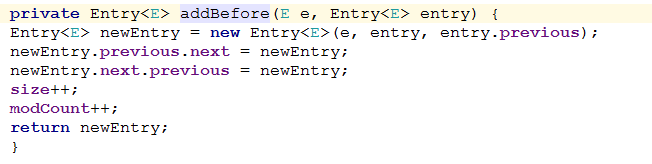 private Entry<E> addBefore(E e, Entry<E> entry) {
Entry<E> newEntry = new Entry<E>(e, entry, entry.previous);
newEntry.previous.next = newEntry;
newEntry.next.previous = newEntry;
size++;
modCount++;
return newEntry;
}